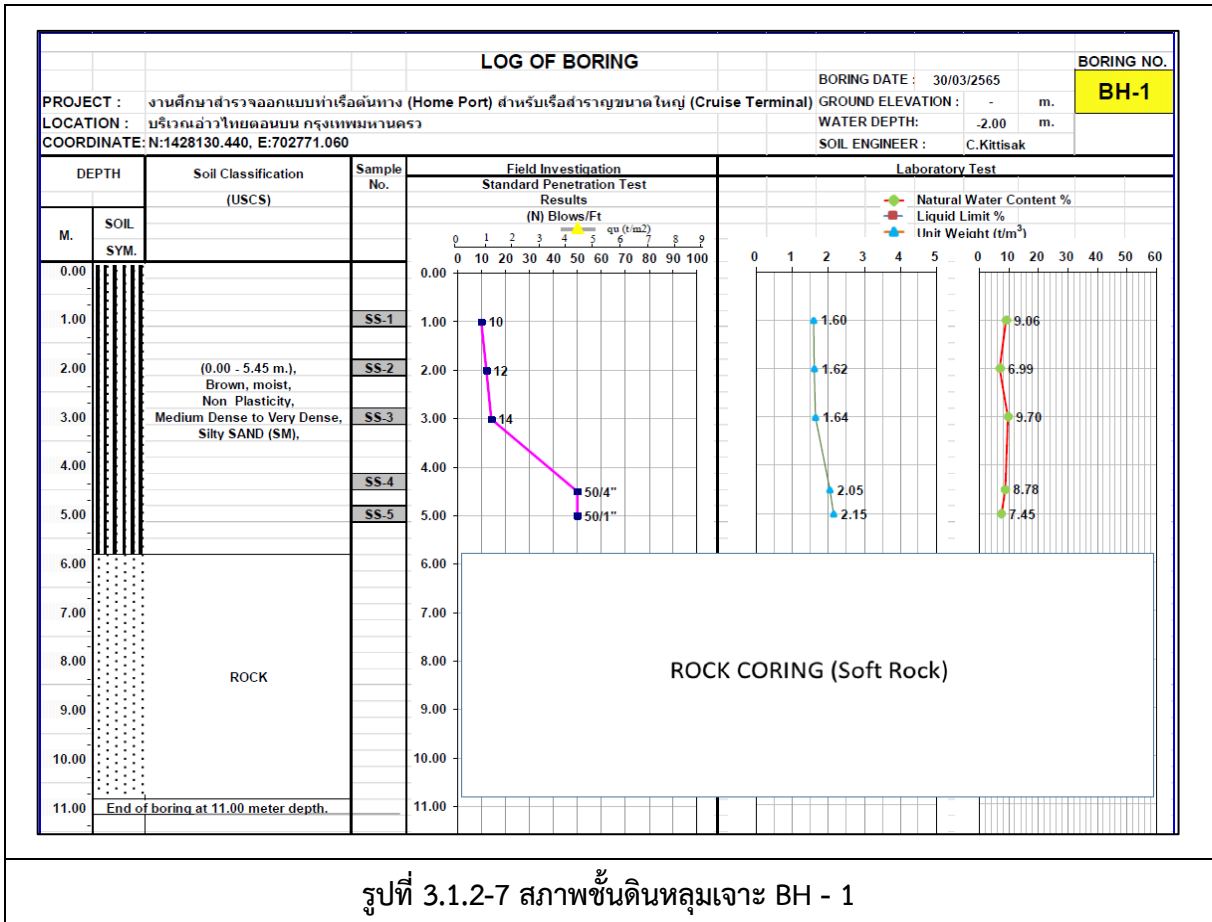 LOG OF BORING
BORING NO.
BORING DATE : 30/03/2565
BH-1
PROJECT : งานศึกษาสำรวจออกแบบท่าเรือต้นทาง (Home Port) สำหรับเรือสำราญขนาดใหญ่ (Cruise Terminal) GROUND ELEVATION : - m.
LOCATION : บริเวณอ่าวไทยตอนบน กรุงเทพมหานครว WATER DEPTH: -2.00 m.
COORDINATE: N:1428130.440, E:702771.060 SOIL ENGINEER : C.Kittisak
DEPTH Soil Classification Sample Field Investigation Laboratory Test
(USCS) No. Standard Penetration Test
Results
Natural Water Content %
(N) Blows/Ft
Liquid Limit %
M. SOIL SYM.
qu (t/m2)
Unit Weight (t/m3)
0 1 2 3 4 5 6 7 8 9
0 10 20 30 40 50 60 70 80 90 100
0 1 2 3 4 5
0 10 20 30 40 50 60
0.00 0.00
1.00 SS-1 1.00 10 1.60 9.06
2.00 (0.00 - 5.45 m.), SS-2 2.00 12 1.62 6.99
Brown, moist,
Non Plasticity,
3.00 Medium Dense to Very Dense, SS-3 3.00 14 1.64 9.70
Silty SAND (SM),
4.00 4.00
SS-4 50/4" 2.05 8.78
5.00 SS-5 5.00 50/1" 2.15 7.45
6.00 6.00
7.00 7.00
8.00 8.00
ROCK ROCK CORING (Soft Rock)
9.00 9.00
10.00 10.00
11.00 End of boring at 11.00 meter depth. 11.00
รูปที่ 3.1.2-7 สภาพชั้นดินหลุมเจาะ BH - 1